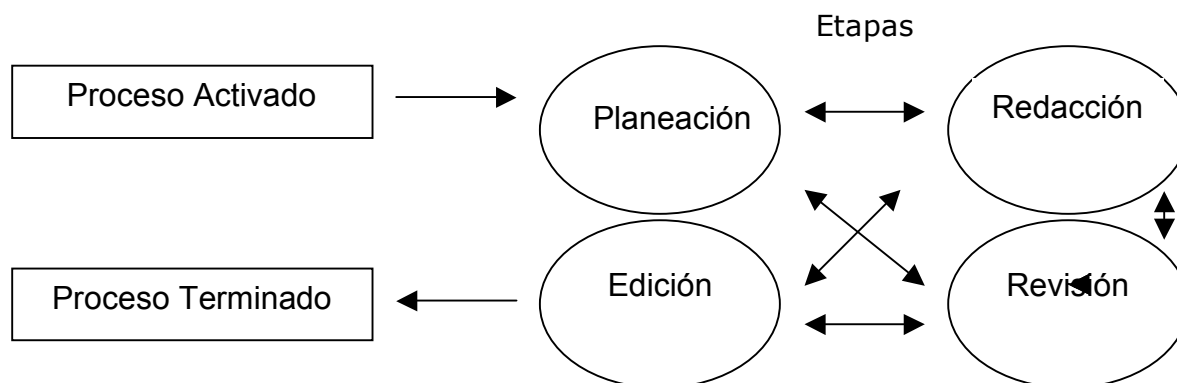 Etapas
Proceso Activado
Planeación
Redacción
Proceso Terminado
Edición
Revisión